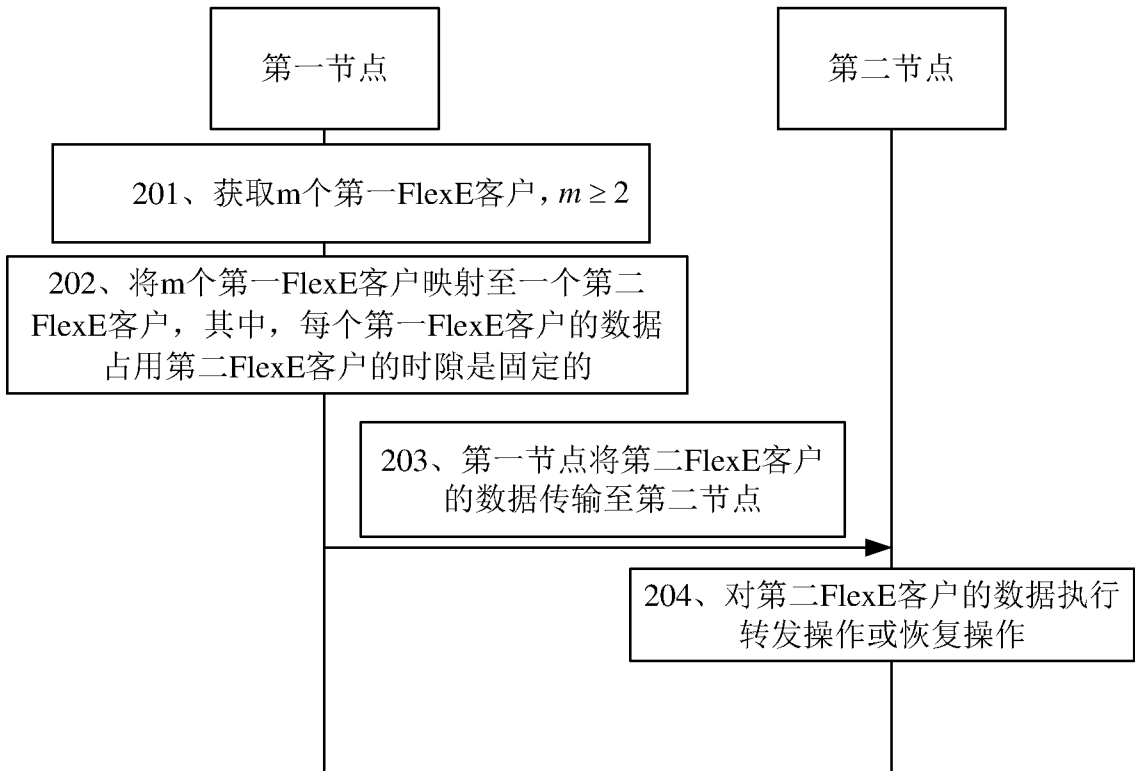 第一节点
第二节点
201、获取m个第一FlexE客户，m ≥ 2
202、将m个第一FlexE客户映射至一个第二
FlexE客户，其中，每个第一FlexE客户的数据
占用第二FlexE客户的时隙是固定的
203、第一节点将第二FlexE客户
的数据传输至第二节点
204、对第二FlexE客户的数据执行
转发操作或恢复操作